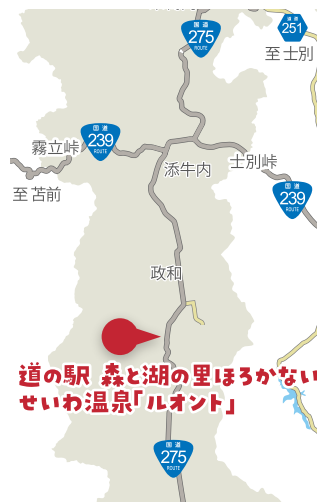 国道
275
ROUTE
道道
251
至 士別
国道
239
ROUTE
霧立峠
添牛内
士別峠
至 苫前
国道
239
ROUTE
政和
道の駅 森と湖の里ほろかない
せいわ温泉「ルオント」
国道
275
ROUTE